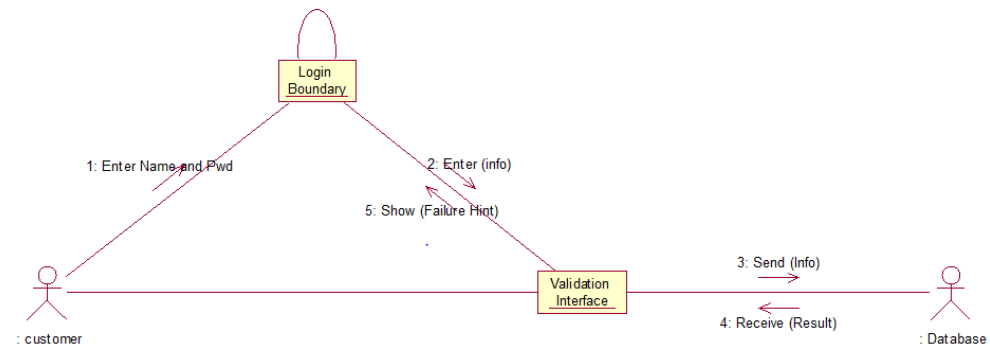 Login
Boundary
1: Enter Name and Pwd
2: Enter (info)
5: Show (Failure Hint)
3: Send (Info)
Validation
Interface
4: Receive (Result)
: customer
: Database